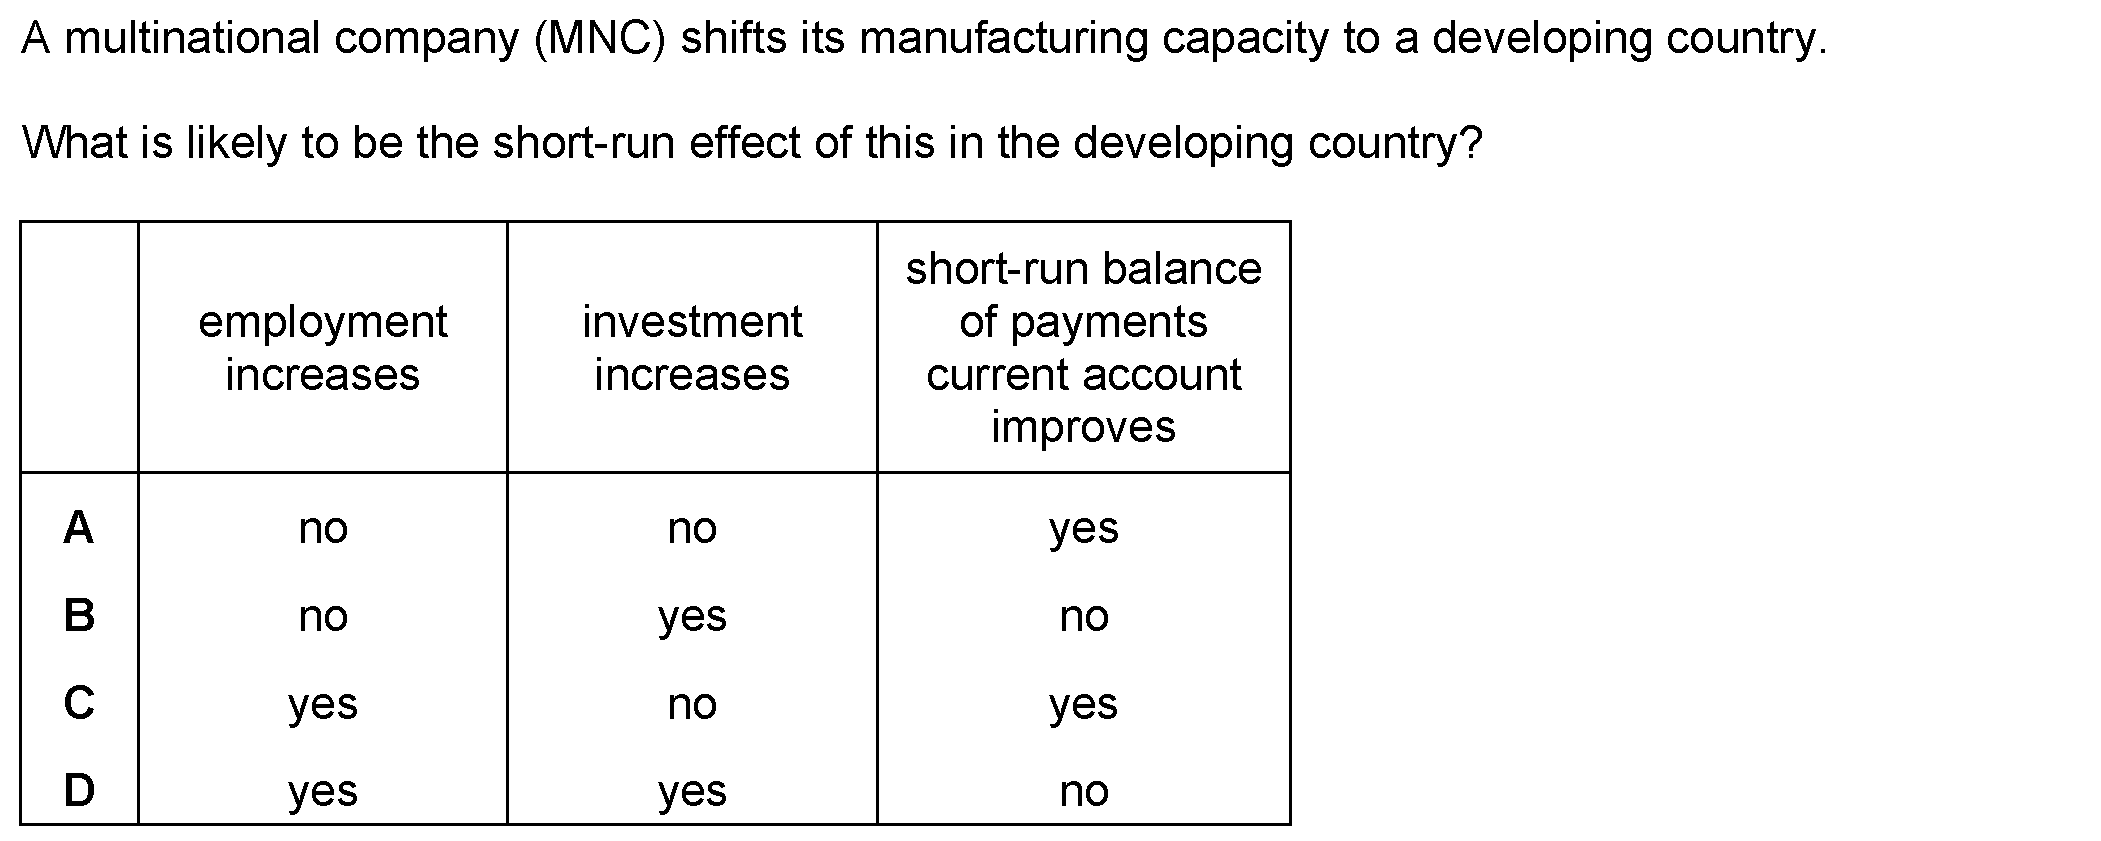 A multinational company (MNC) shifts its manufacturing capacity to a developing country.
What is likely to be the short-run effect of this in the developing country?
employment increases investment increases short-run balance of payments current account improves
A no no yes
B no yes no
C yes no yes
D yes yes no